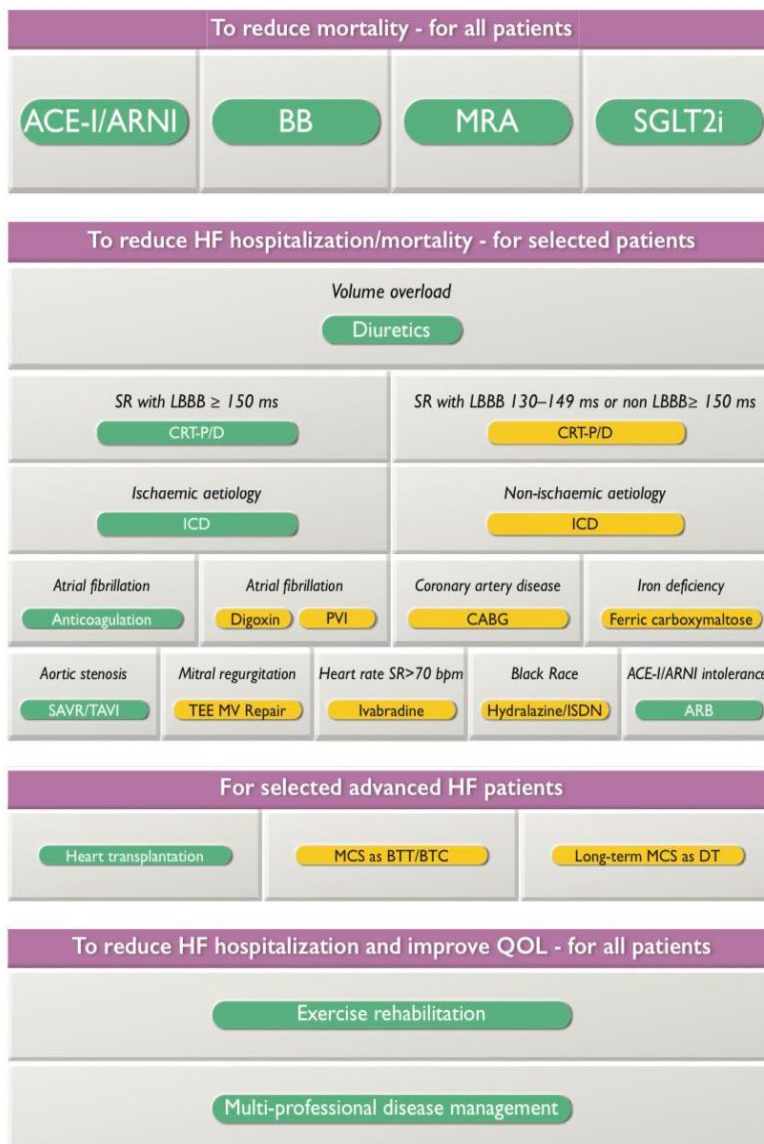 To reduce mortality - for all patients
ACE-I/ARNI
BB
MRA
SGLT2i
To reduce HF hospitalization/mortality - for selected patients
Volume overload
Diuretics
SR with LBBB ≥ 150 ms
CRT-P/D
SR with LBBB 130–149 ms or non LBBB≥ 150 ms
CRT-P/D
Ischaemic aetiology
ICD
Non-ischaemic aetiology
ICD
Atrial fibrillation
Anticoagulation
Atrial fibrillation
Digoxin
PVI
Coronary artery disease
CABG
Iron deficiency
Ferric carboxymaltose
Aortic stenosis
SAVR/TAVI
Mitral regurgitation
TEE MV Repair
Heart rate SR>70 bpm
Ivabradine
Black Race
Hydralazine/ISDN
ACE-I/ARNI intolerance
ARB
For selected advanced HF patients
Heart transplantation
MCS as BTT/BTC
Long-term MCS as DT
To reduce HF hospitalization and improve QOL - for all patients
Exercise rehabilitation
Multi-professional disease management